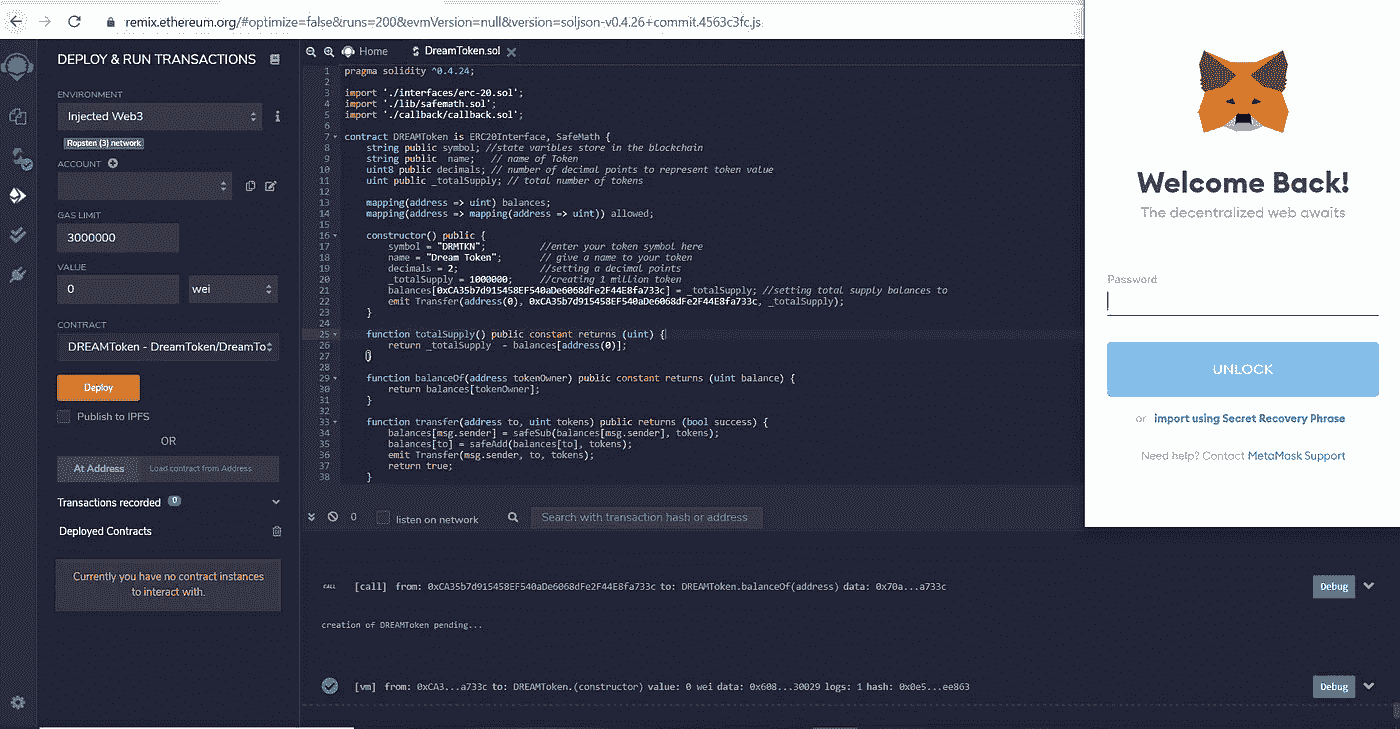 remix.ethereum.org/#optimize=false&runs=200&evmVersion=null&version=soljson-v0.4.26+commit.4563c3fc.js
DEPLOY & RUN TRANSACTIONS
ENVIRONMENT
Injected Web3
Ropsten (3) network
ACCOUNT
GAS LIMIT
3000000
VALUE
0
wei
CONTRACT
DREAMToken - DreamToken/DreamTo
Deploy
Publish to IPFS
OR
At Address
Load contract from Address
Transactions recorded 0
Deployed Contracts
Currently you have no contract instances
to interact with.
Home
DreamToken.sol
1 pragma solidity ^0.4.24;
2
3 import './interfaces/erc-20.sol';
4 import './lib/safemath.sol';
5 import './callback/callback.sol';
6
7 contract DREAMToken is ERC20Interface, SafeMath {
8 string public symbol; //state varibles store in the blockchain
9 string public name; // name of Token
10 uint8 public decimals; // number of decimal points to represent token value
11 uint public _totalSupply; // total number of tokens
12
13 mapping(address => uint) balances;
14 mapping(address => mapping(address => uint)) allowed;
15
16 constructor() public {
17 symbol = "DRMTKN"; //enter your token symbol here
18 name = "Dream Token"; // give a name to your token
19 decimals = 2; //setting a decimal points
20 _totalSupply = 1000000; //creating 1 million token
21 balances[0xCA35b7d915458EF540aDe6068dFe2F44E8fa733c] = _totalSupply; //setting total supply balances to
22 emit Transfer(address(0), 0xCA35b7d915458EF540aDe6068dFe2F44E8fa733c, _totalSupply);
23 }
24
25 function totalSupply() public constant returns (uint) {
26 return _totalSupply - balances[address(0)];
27 }
28
29 function balanceOf(address tokenOwner) public constant returns (uint balance) {
30 return balances[tokenOwner];
31 }
32
33 function transfer(address to, uint tokens) public returns (bool success) {
34 balances[msg.sender] = safeSub(balances[msg.sender], tokens);
35 balances[to] = safeAdd(balances[to], tokens);
36 emit Transfer(msg.sender, to, tokens);
37 return true;
38 }
0
listen on network
Search with transaction hash or address
CALL [call] from: 0xCA35b7d915458EF540aDe6068dFe2F44E8fa733c to: DREAMToken.balanceOf(address) data: 0x70a...a733c
Debug
creation of DREAMToken pending...
[vm] from: 0xCA3...a733c to: DREAMToken.(constructor) value: 0 wei data: 0x608...30029 logs: 1 hash: 0x0e5...ee863
Debug
Welcome Back!
The decentralized web awaits
Password
UNLOCK
or import using Secret Recovery Phrase
Need help? Contact MetaMask Support